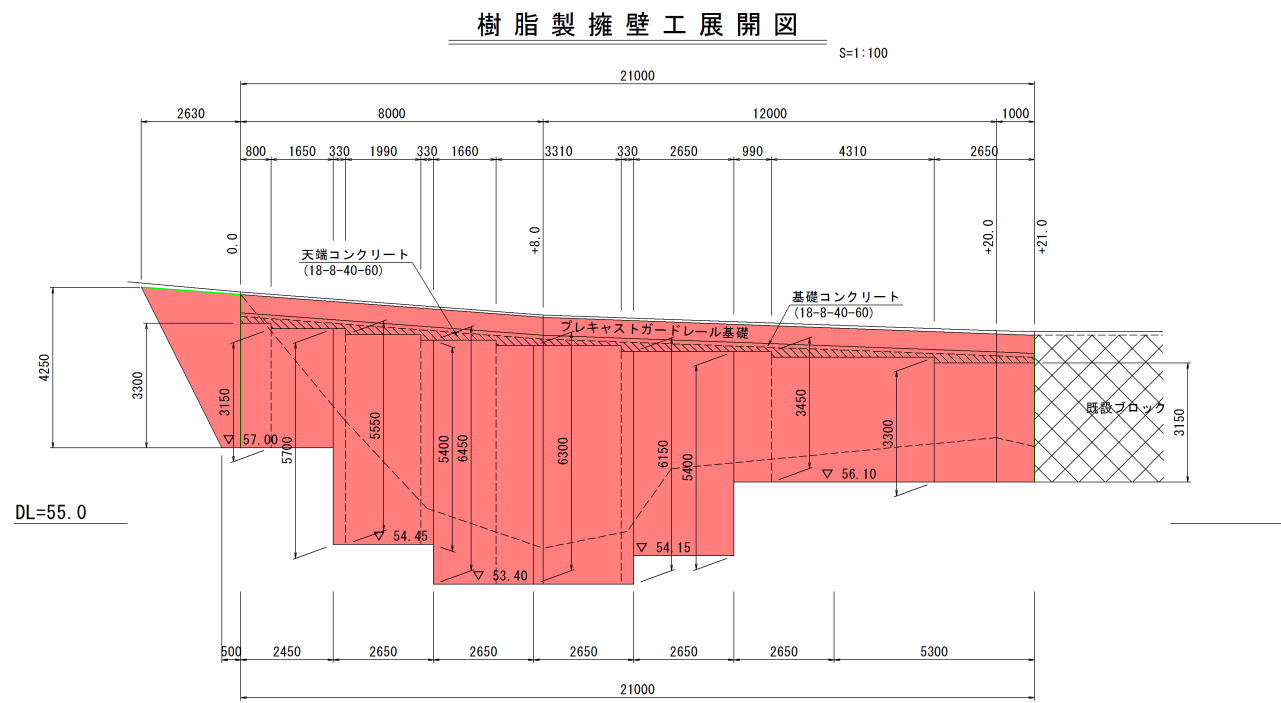 樹脂製擁壁工展開図
S=1:100
21000
2630 8000 12000 1000
800 1650 330 1990 330 1660 3310 330 2650 990 4310 2650
0.0 +8.0 +20.0 +21.0
天端コンクリート
(18-8-40-60)
基礎コンクリート
(18-8-40-60)
プレキャストガードレール基礎
4250 3300 3150 5700 5550 5400 6450 6300 6150 5400 3450 3300 3150
既設ブロック
▽ 57.00
▽ 56.10
DL=55.0
▽ 54.45
▽ 54.15
▽ 53.40
500 2450 2650 2650 2650 2650 2650 5300
21000